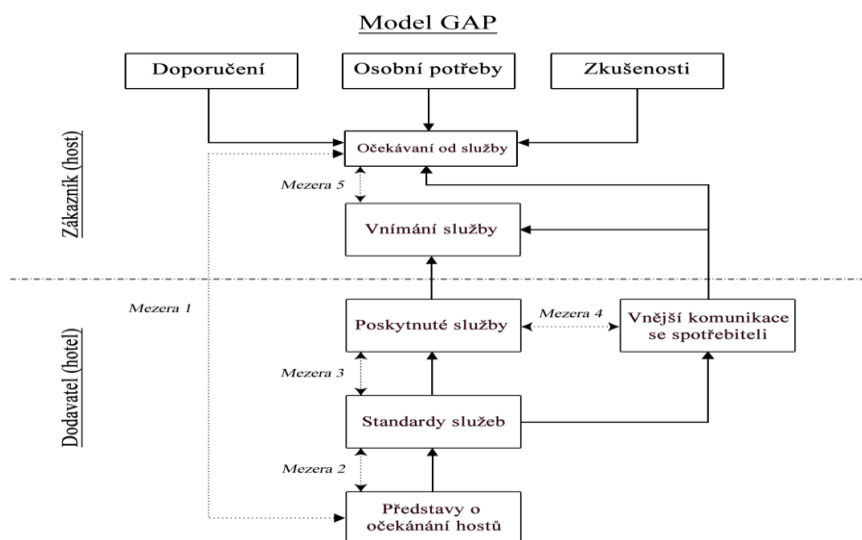 Model GAP
Doporučení
Osobní potřeby
Zkušenosti
Zákazník (host)
Očekávaní od služby
Mezera 5
Vnímání služby
Mezera 1
Dodavatel (hotel)
Poskytnuté služby
Mezera 4
Vnější komunikace
se spotřebiteli
Mezera 3
Standardy služeb
Mezera 2
Představy o
očekánání hostů